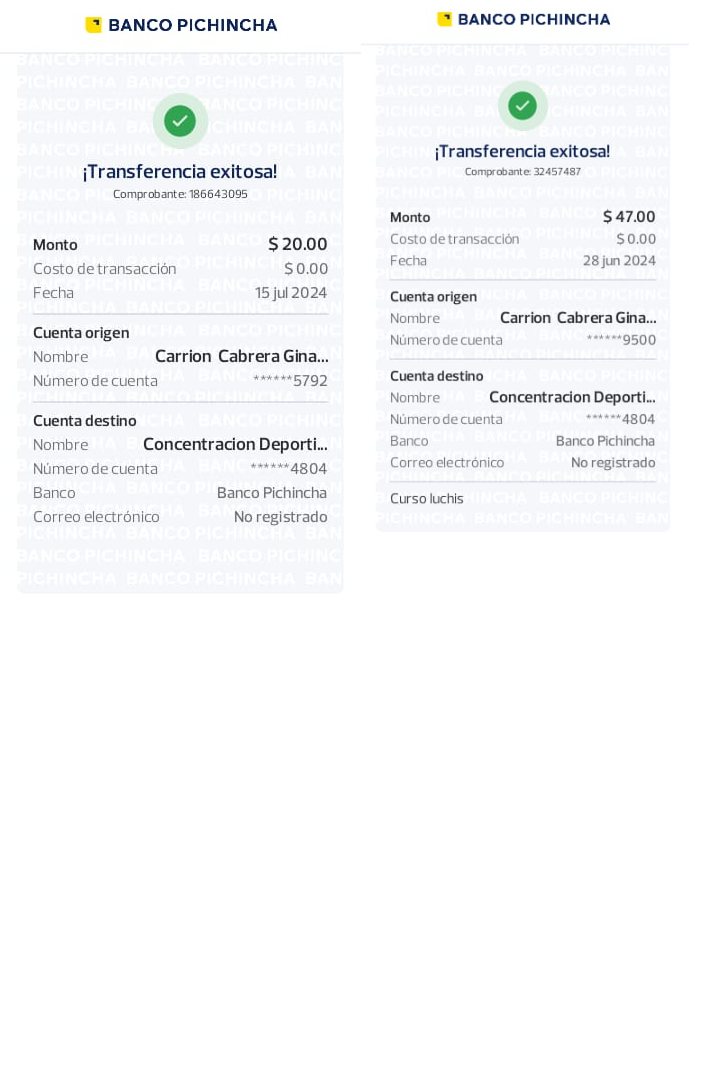 BANCO PICHINCHA
¡Transferencia exitosa!
Comprobante: 186643095
Monto $ 20.00
Costo de transacción $ 0.00
Fecha 15 jul 2024
Cuenta origen
Nombre Carrion Cabrera Gina...
Número de cuenta ******5792
Cuenta destino
Nombre Concentracion Deporti...
Número de cuenta ******4804
Banco Banco Pichincha
Correo electrónico No registrado
BANCO PICHINCHA
¡Transferencia exitosa!
Comprobante: 32457487
Monto $ 47.00
Costo de transacción $ 0.00
Fecha 28 jun 2024
Cuenta origen
Nombre Carrion Cabrera Gina...
Número de cuenta ******9500
Cuenta destino
Nombre Concentracion Deporti...
Número de cuenta ******4804
Banco Banco Pichincha
Correo electrónico No registrado
Curso luchis